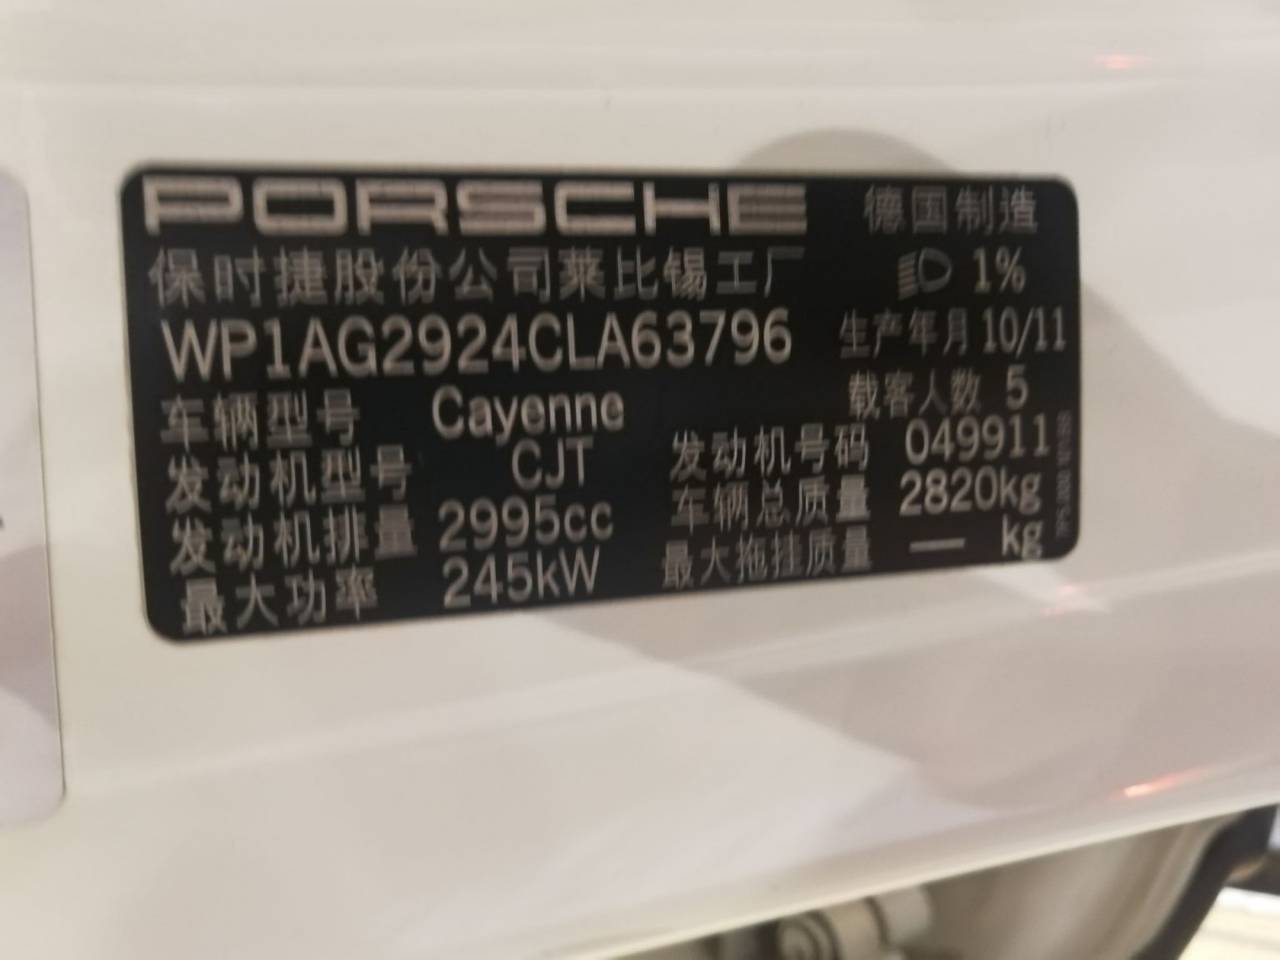 PORSCHE 德国制造
保时捷股份公司莱比锡工厂 1%
WP1AG2924CLA63796 生产年月 10/11
车辆型号 Cayenne 载客人数 5
发动机型号 CJT 发动机号码 049911
发动机排量 2995cc 车辆总质量 2820kg
最大功率 245kW 最大拖挂质量 — kg